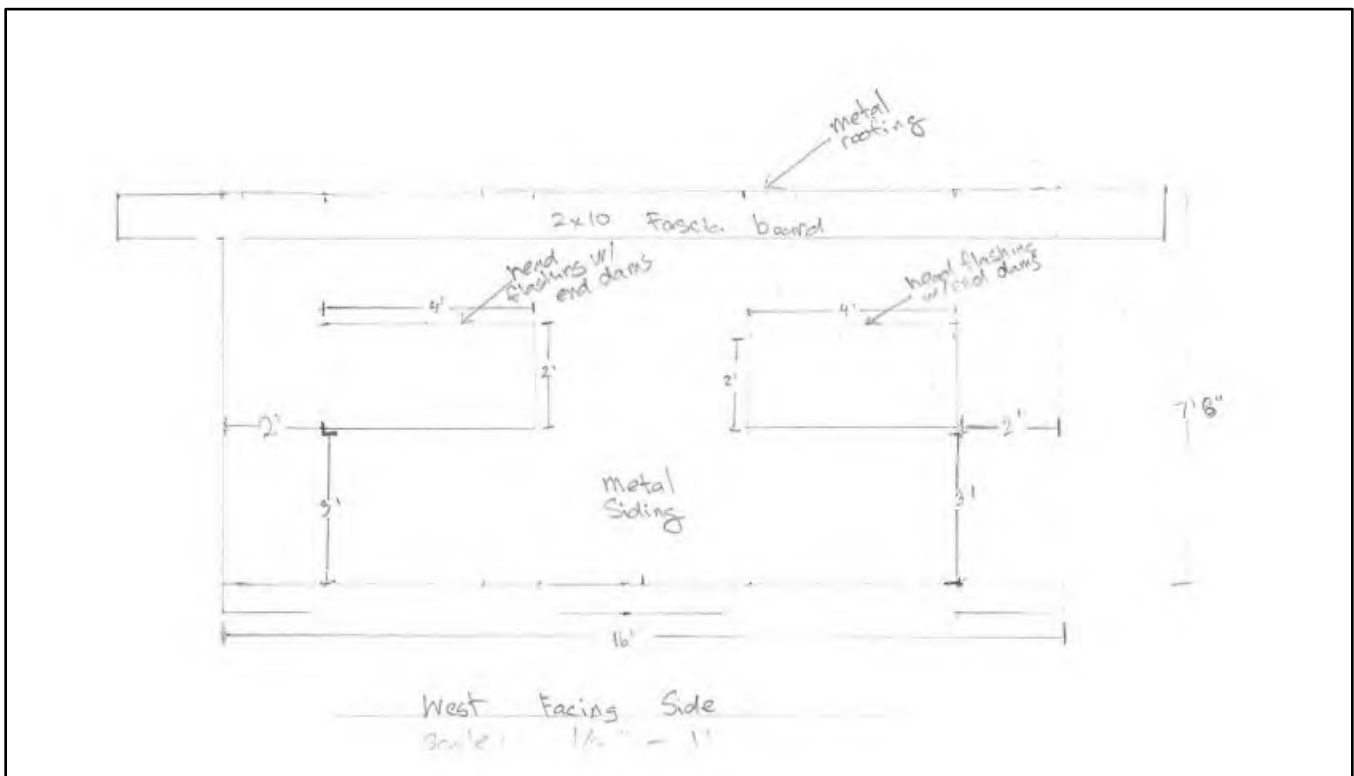 metal
roofing
2x10 Fascia board
head
flashing w/
end dams
head flashing
w/ end dams
4'
4'
2'
2'
2'
2'
7'8"
3'
metal
Siding
3'
16'
West Facing Side